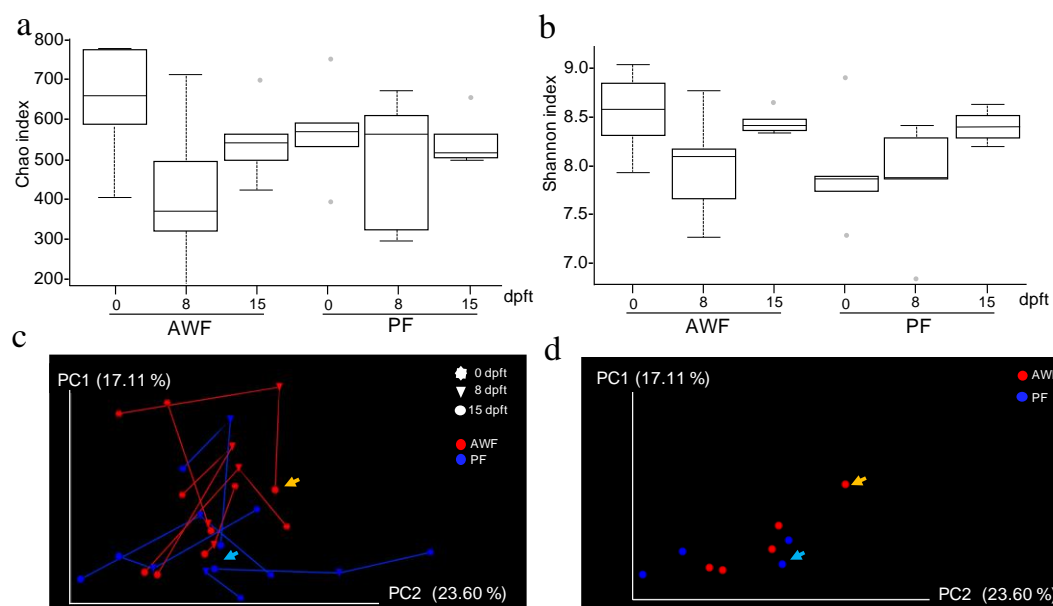 a
800
700
600
500
400
300
200
Chao index
0 8 15 0 8 15 dpft
AWF PF
b
9.0
8.5
8.0
7.5
7.0
Shannon index
0 8 15 0 8 15 dpft
AWF PF
c
PC1 (17.11 %)
0 dpft
8 dpft
15 dpft
AWF
PF
PC2 (23.60 %)
d
PC1 (17.11 %)
AW
PF
PC2 (23.60 %)